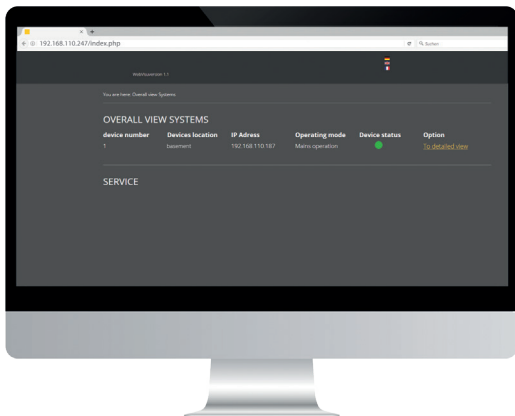 192.168.110.247/index.php
Suchen
WebVisuversion 1.1
You are here: Overall view Systems
OVERALL VIEW SYSTEMS
device number Devices location IP Adress Operating mode Device status Option
1 basement 192.168.110.187 Mains operation To detailed view
SERVICE